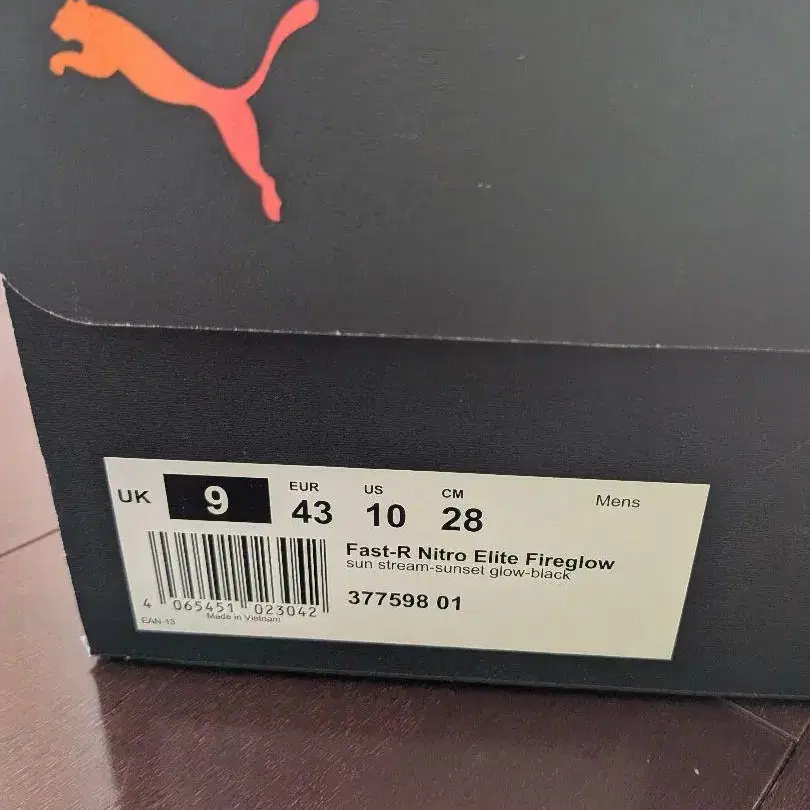 UK 9 EUR 43 US 10 CM 28 Mens
Fast-R Nitro Elite Fireglow
sun stream-sunset glow-black
377598 01
4 065451 023042
EAN-13 Made in Vietnam